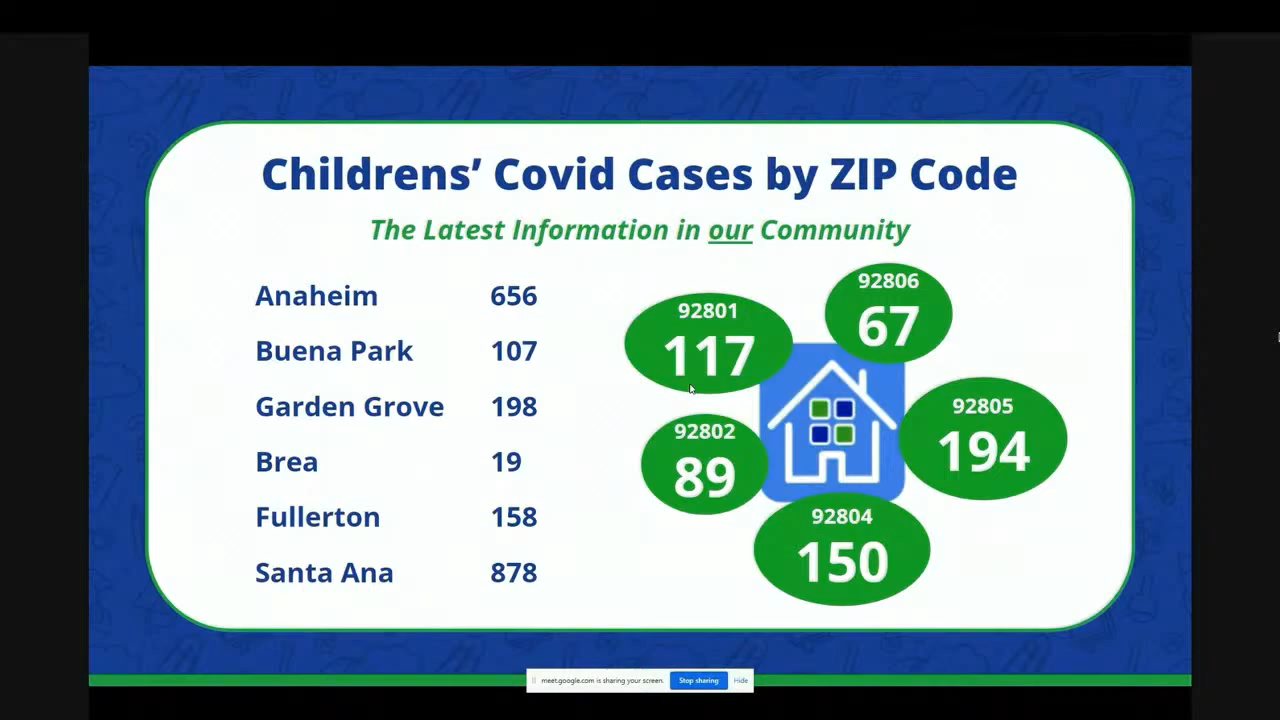 Childrens’ Covid Cases by ZIP Code
The Latest Information in our Community
Anaheim 656
Buena Park 107
Garden Grove 198
Brea 19
Fullerton 158
Santa Ana 878
92801
117
92806
67
92802
89
92805
194
92804
150
meet.google.com is sharing your screen. Stop sharing Hide